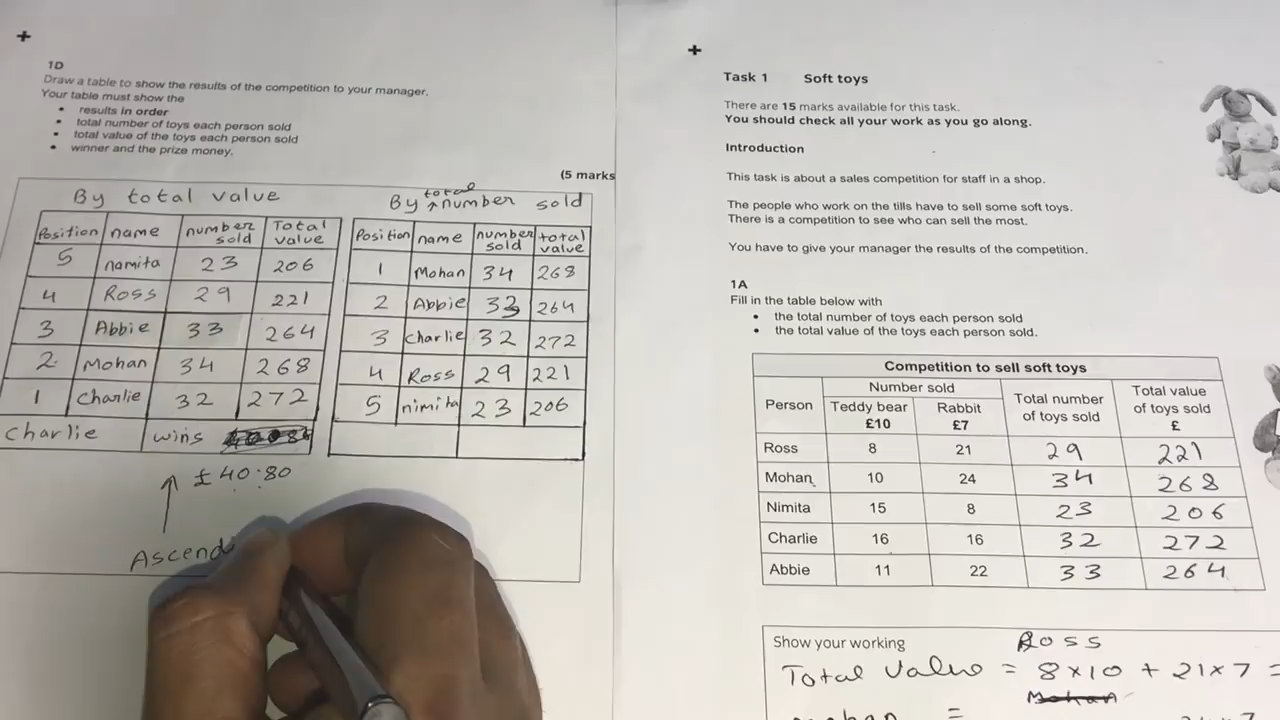 +
1D
Draw a table to show the results of the competition to your manager.
Your table must show the
• results in order
• total number of toys each person sold
• total value of the toys each person sold
• winner and the prize money.
(5 marks
By total value
Position name number sold Total value
5 namita 23 206
4 Ross 29 221
3 Abbie 33 264
2 Mohan 34 268
1 Charlie 32 272
Charlie wins
£40.80
Ascend
By total number sold
Position name number sold total value
1 Mohan 34 268
2 Abbie 33 264
3 Charlie 32 272
4 Ross 29 221
5 nimita 23 206
+
Task 1 Soft toys
There are 15 marks available for this task.
You should check all your work as you go along.
Introduction
This task is about a sales competition for staff in a shop.
The people who work on the tills have to sell some soft toys.
There is a competition to see who can sell the most.
You have to give your manager the results of the competition.
1A
Fill in the table below with
• the total number of toys each person sold
• the total value of the toys each person sold.
Competition to sell soft toys
Person Number sold Total number of toys sold Total value of toys sold £
Teddy bear £10 Rabbit £7
Ross 8 21 29 221
Mohan 10 24 34 268
Nimita 15 8 23 206
Charlie 16 16 32 272
Abbie 11 22 33 264
Show your working
Ross
Total Value = 8×10 + 21×7 =
Mohan
=